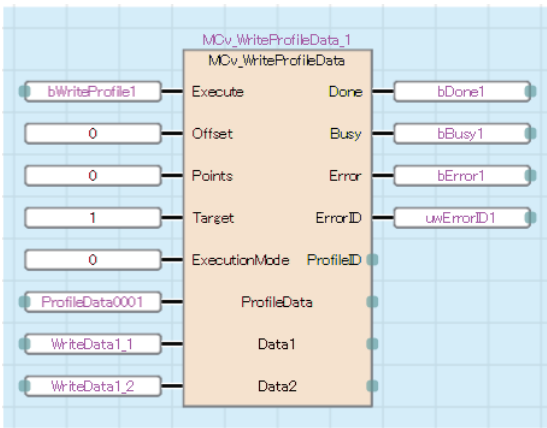 MCv_WriteProfileData_1
MCv_WriteProfileData
bWriteProfile1 Execute Done bDone1
0 Offset Busy bBusy1
0 Points Error bError1
1 Target ErrorID uwErrorID1
0 ExecutionMode ProfileID
ProfileData0001 ProfileData
WriteData1_1 Data1
WriteData1_2 Data2